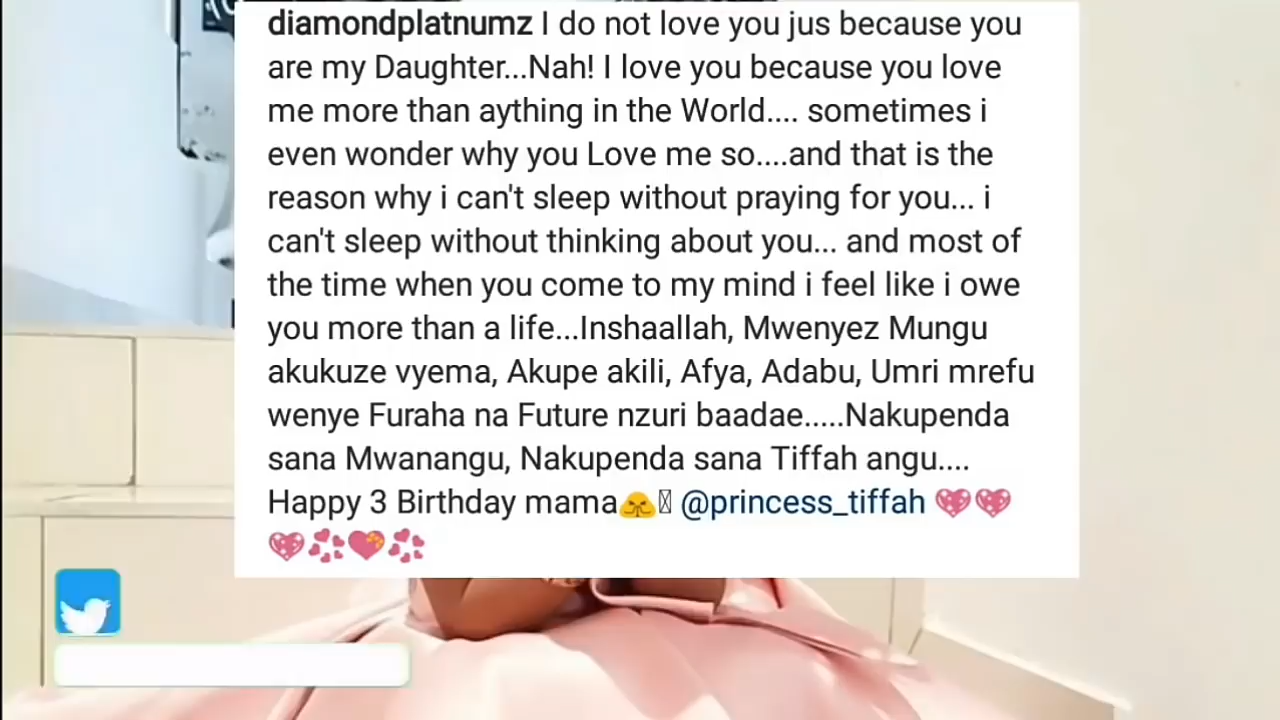 diamondplatnumz I do not love you jus because you
are my Daughter...Nah! I love you because you love
me more than aything in the World.... sometimes i
even wonder why you Love me so....and that is the
reason why i can't sleep without praying for you... i
can't sleep without thinking about you... and most of
the time when you come to my mind i feel like i owe
you more than a life...Inshaallah, Mwenyez Mungu
akukuze vyema, Akupe akili, Afya, Adabu, Umri mrefu
wenye Furaha na Future nzuri baadae.....Nakupenda
sana Mwanangu, Nakupenda sana Tiffah angu....
Happy 3 Birthday mama🙏 @princess_tiffah 💖💖
💖💞💝💞